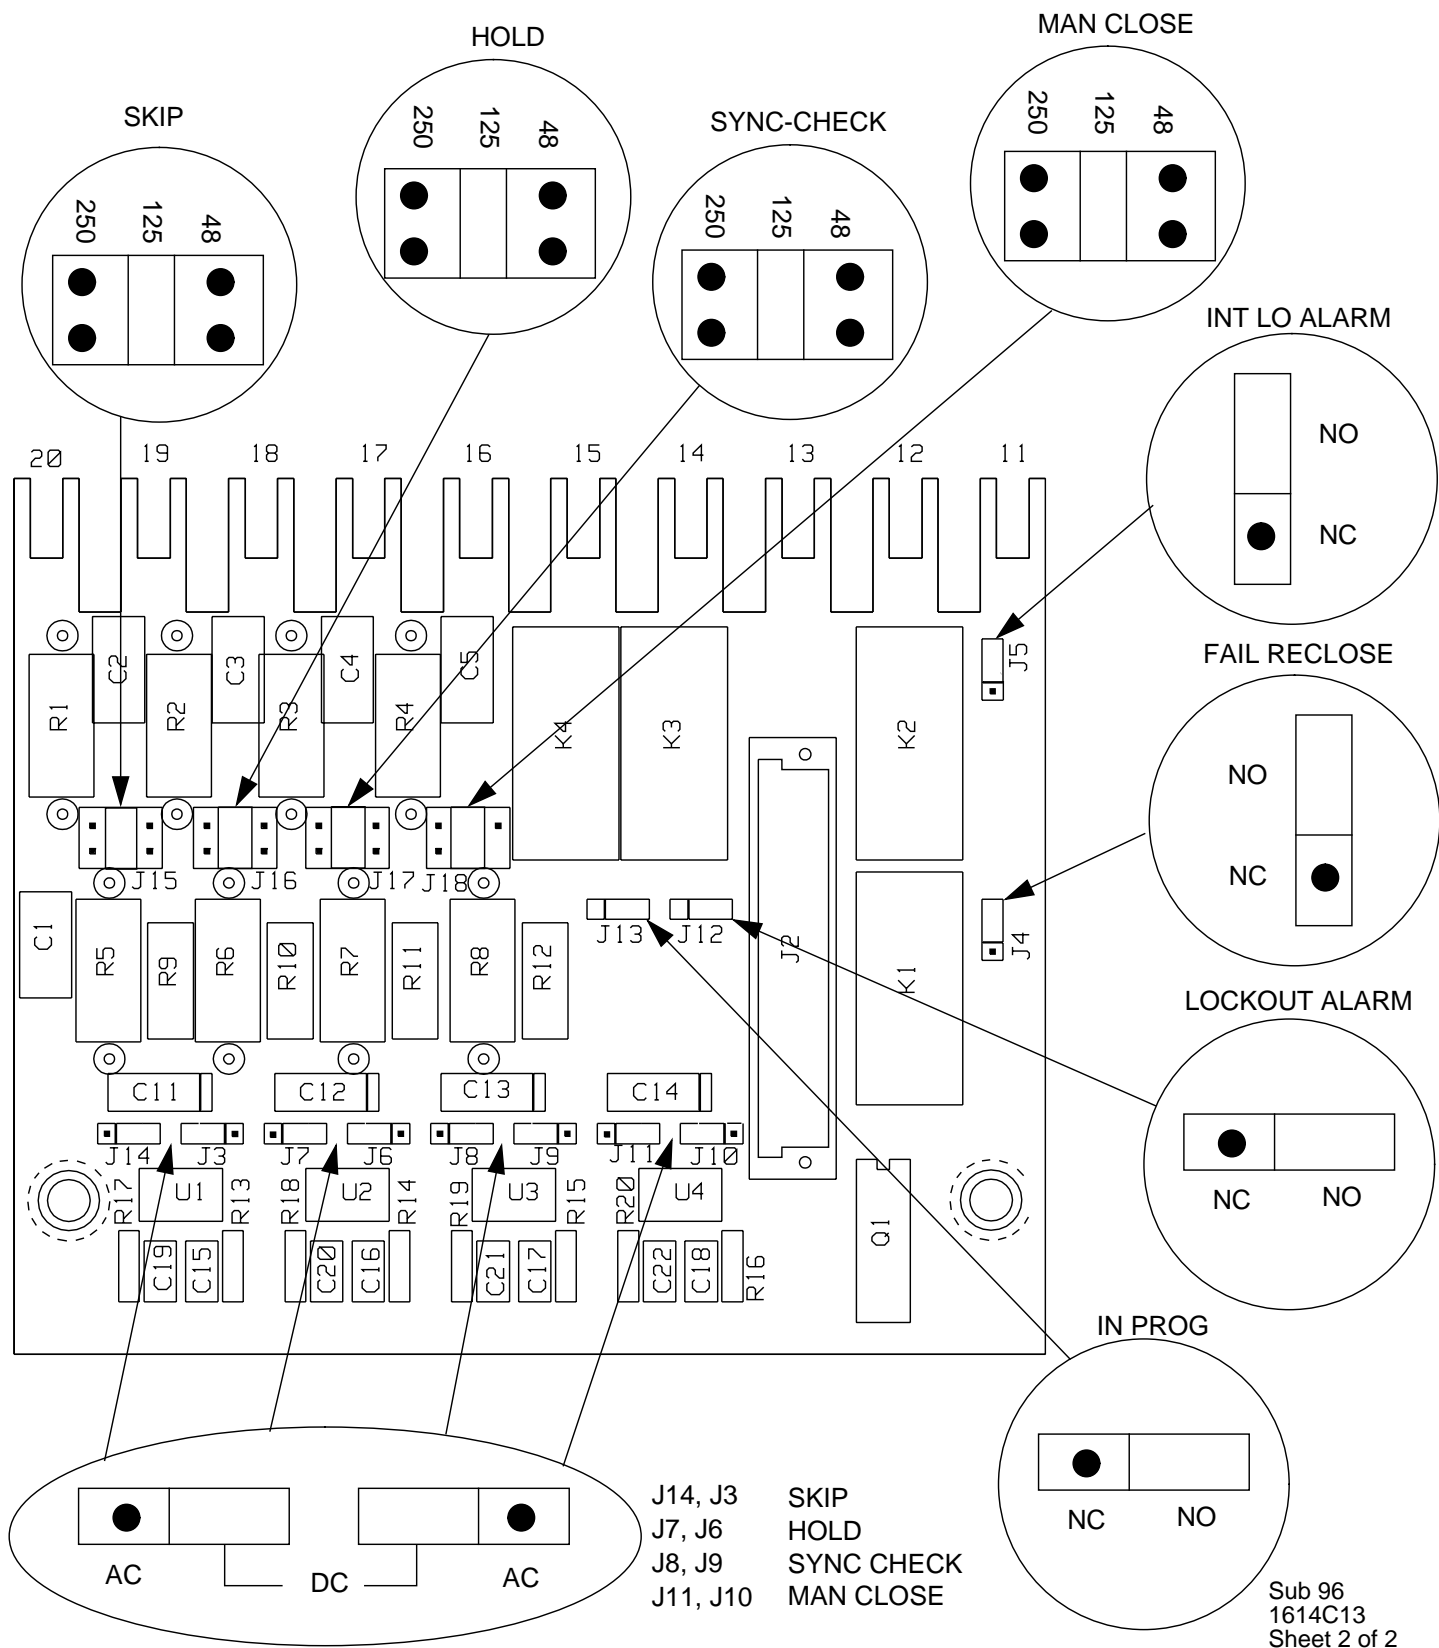 HOLD
250 125 48
MAN CLOSE
250 125 48
SKIP
250 125 48
SYNC-CHECK
250 125 48
INT LO ALARM
NO
NC
20 19 18 17 16 15 14 13 12 11
C2 C3 C4 C5
R1 R2 R3 R4
K4 K3 K2
J5
FAIL RECLOSE
NO
NC
J15 J16 J17 J18
C1
R5 R9 R6 R10 R7 R11 R8 R12
J13 J12
J2
K1
J4
LOCKOUT ALARM
NC NO
C11 C12 C13 C14
J14 J3 J7 J6 J8 J9 J11 J10
R17 U1 R13 R18 U2 R14 R19 U3 R15 R20 U4
C19 C15 C20 C16 C21 C17 C22 C18 R16
Q1
IN PROG
NC NO
AC DC AC
J14, J3 SKIP
J7, J6 HOLD
J8, J9 SYNC CHECK
J11, J10 MAN CLOSE
Sub 96
1614C13
Sheet 2 of 2